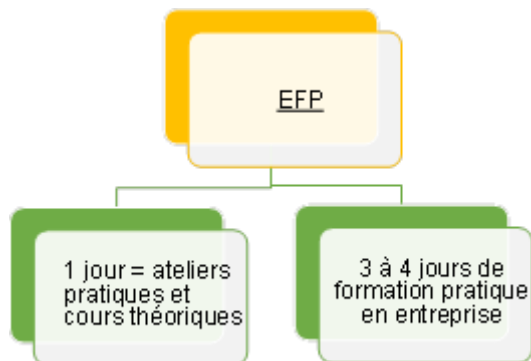 EFP
1 jour = ateliers
pratiques et
cours théoriques
3 à 4 jours de
formation pratique
en entreprise